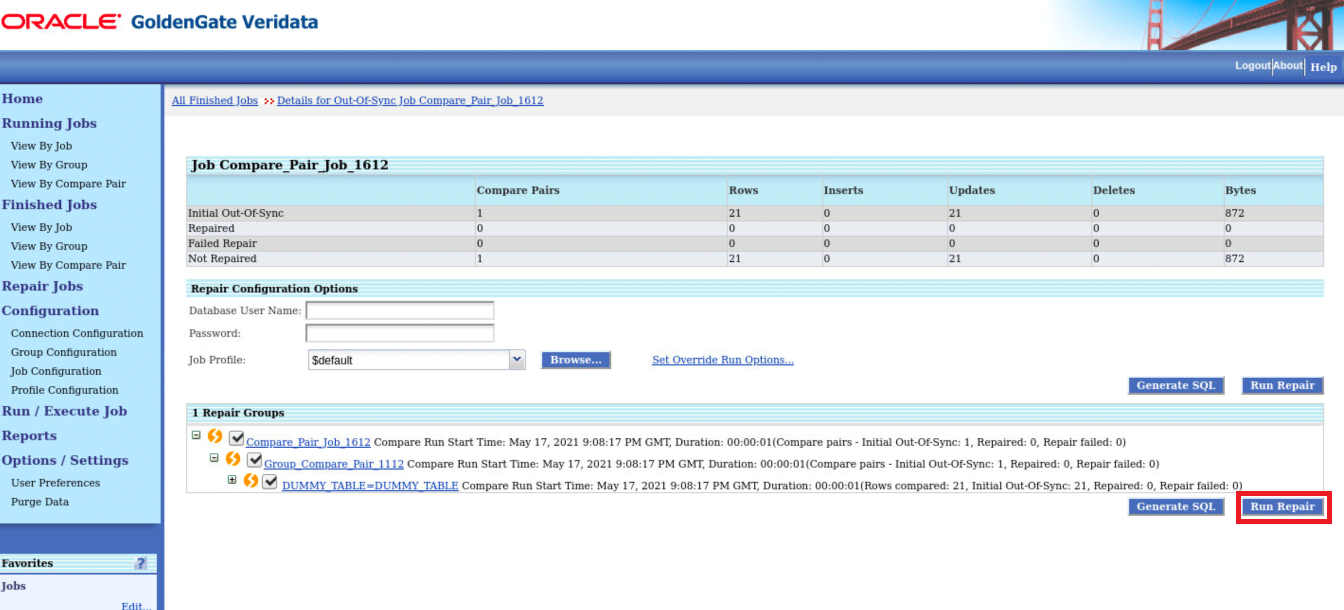 ORACLE GoldenGate Veridata
Logout About Help
Home
Running Jobs
View By Job
View By Group
View By Compare Pair
Finished Jobs
View By Job
View By Group
View By Compare Pair
Repair Jobs
Configuration
Connection Configuration
Group Configuration
Job Configuration
Profile Configuration
Run / Execute Job
Reports
Options / Settings
User Preferences
Purge Data
Favorites ?
Jobs
Edit...
All Finished Jobs Details for Out-Of-Sync Job Compare_Pair_Job_1612
Job Compare_Pair_Job_1612
Compare Pairs Rows Inserts Updates Deletes Bytes
Initial Out-Of-Sync 1 21 0 21 0 872
Repaired 0 0 0 0 0 0
Failed Repair 0 0 0 0 0 0
Not Repaired 1 21 0 21 0 872
Repair Configuration Options
Database User Name:
Password:
Job Profile: $default Browse... Set Override Run Options...
Generate SQL Run Repair
1 Repair Groups
Compare_Pair_Job_1612 Compare Run Start Time: May 17, 2021 9:08:17 PM GMT, Duration: 00:00:01(Compare pairs - Initial Out-Of-Sync: 1, Repaired: 0, Repair failed: 0)
Group_Compare_Pair_1112 Compare Run Start Time: May 17, 2021 9:08:17 PM GMT, Duration: 00:00:01(Compare pairs - Initial Out-Of-Sync: 1, Repaired: 0, Repair failed: 0)
DUMMY_TABLE=DUMMY_TABLE Compare Run Start Time: May 17, 2021 9:08:17 PM GMT, Duration: 00:00:01(Rows compared: 21, Initial Out-Of-Sync: 21, Repaired: 0, Repair failed: 0)
Generate SQL Run Repair